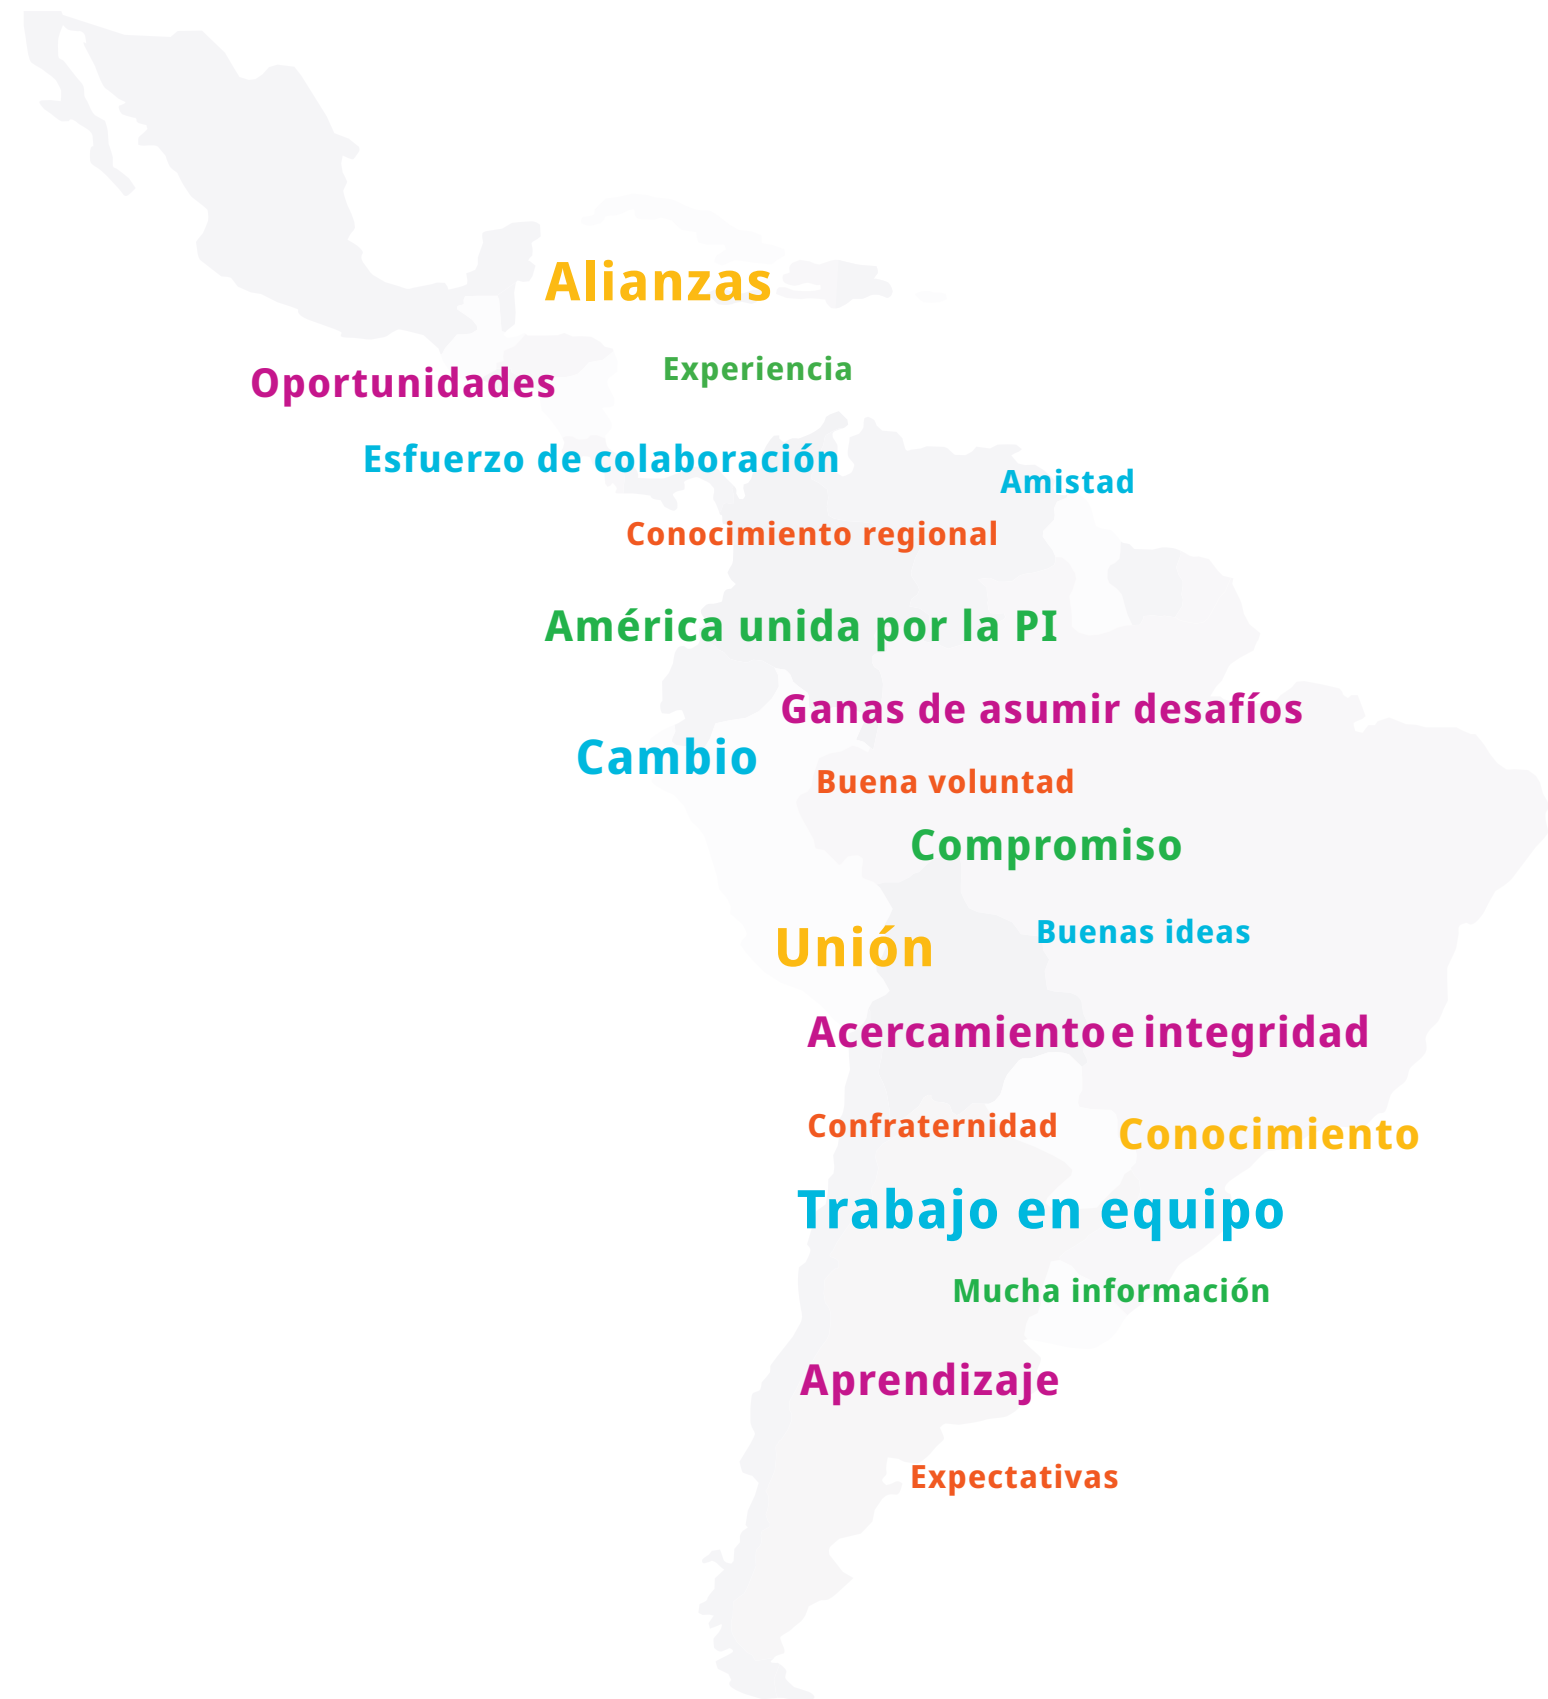 Alianzas
Experiencia
Oportunidades
Esfuerzo de colaboración
Amistad
Conocimiento regional
América unida por la PI
Ganas de asumir desafíos
Cambio
Buena voluntad
Compromiso
Buenas ideas
Unión
Acercamiento e integridad
Confraternidad
Conocimiento
Trabajo en equipo
Mucha información
Aprendizaje
Expectativas